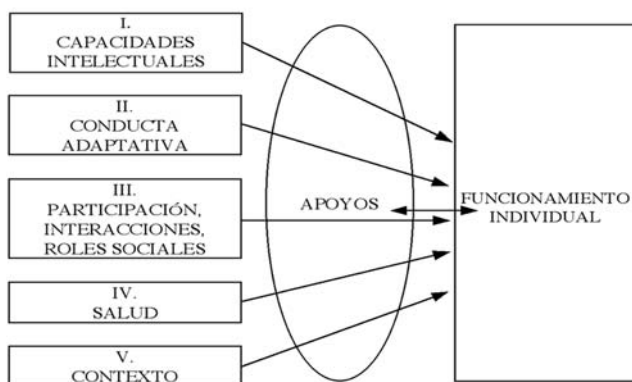 I.
CAPACIDADES
INTELECTUALES
II.
CONDUCTA
ADAPTATIVA
III.
PARTICIPACIÓN,
INTERACCIONES,
ROLES SOCIALES
IV.
SALUD
V.
CONTEXTO
APOYOS
FUNCIONAMIENTO
INDIVIDUAL